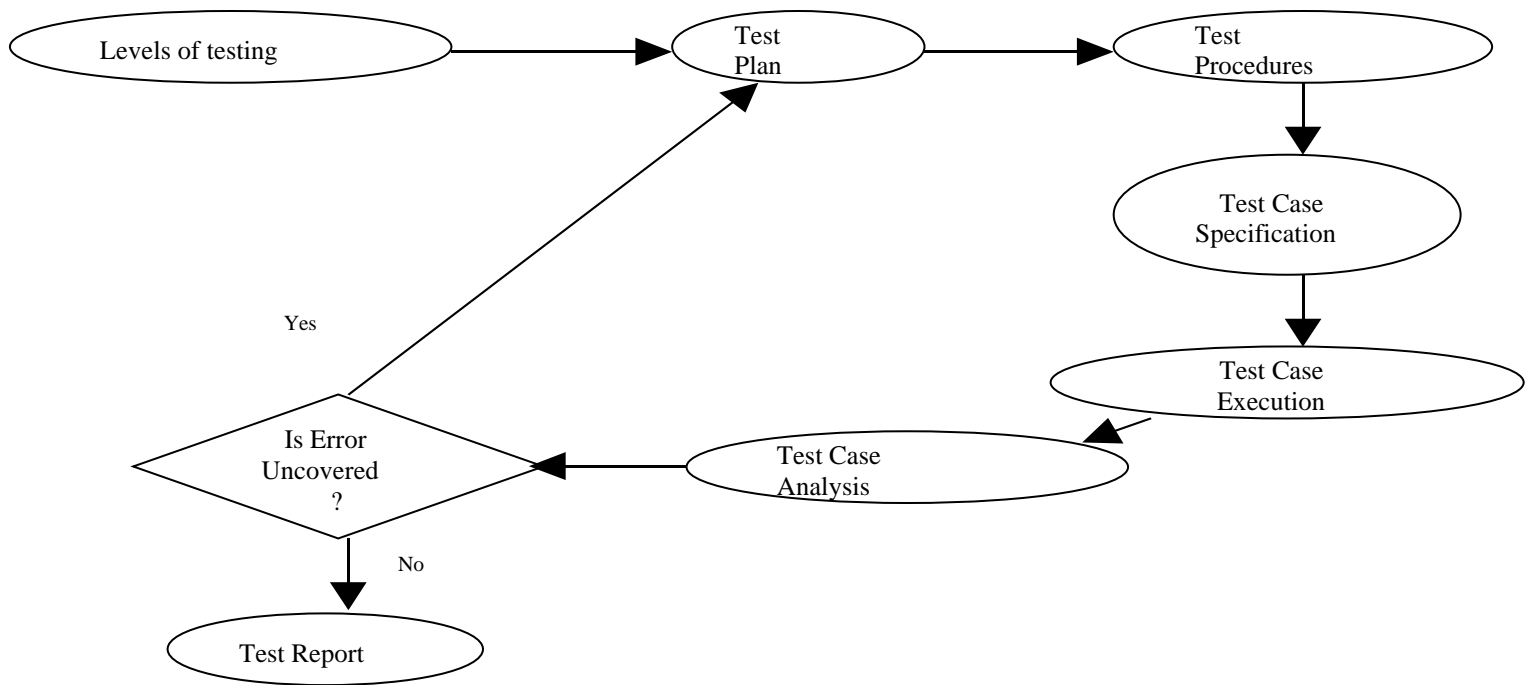 Levels of testing
Test
Plan
Test
Procedures
Test Case
Specification
Test Case
Execution
Test Case
Analysis
Is Error
Uncovered
?
Yes
No
Test Report